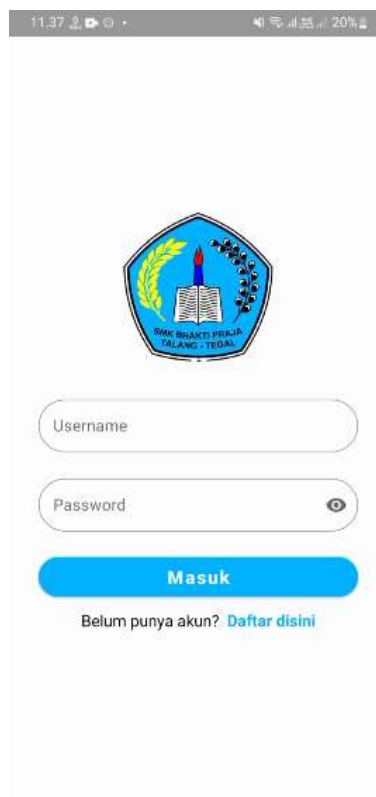 11.37
20%
SMK BHAKTI PRAJA
TALANG - TEGAL
Username
Password
Masuk
Belum punya akun? Daftar disini